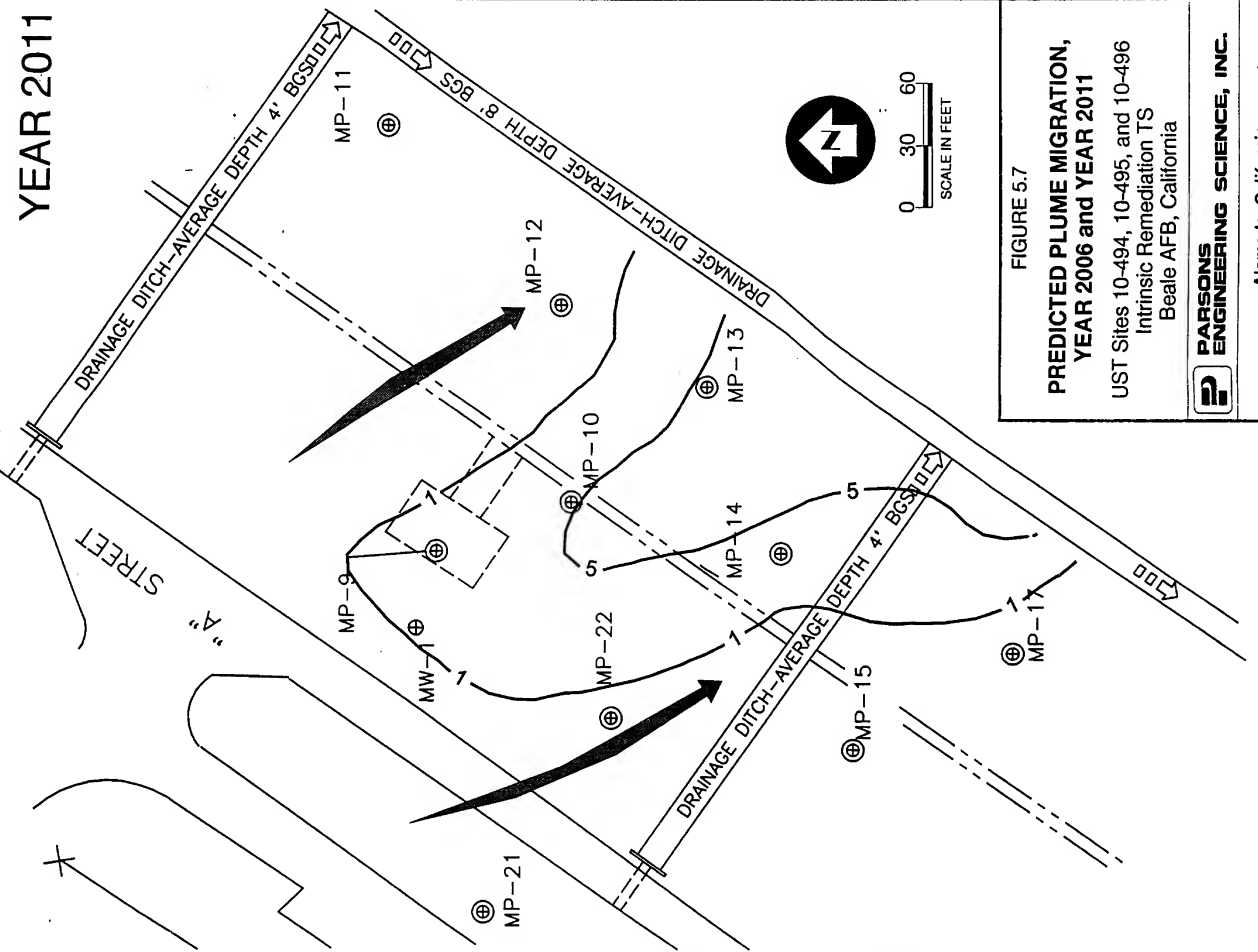 YEAR 2011
DRAINAGE DITCH-AVERAGE DEPTH 4' BGS
MP-11
DRAINAGE DITCH-AVERAGE DEPTH 8' BGS
"A" STREET
MP-12
MP-9
1
MW-1
1
MP-10
MP-13
5
MP-22
1
MP-14
5
DRAINAGE DITCH-AVERAGE DEPTH 4' BGS
MP-15
1
MP-17
MP-21
N
0 30 60
SCALE IN FEET
FIGURE 5.7
PREDICTED PLUME MIGRATION,
YEAR 2006 and YEAR 2011
UST Sites 10-494, 10-495, and 10-496
Intrinsic Remediation TS
Beale AFB, California
PARSONS
ENGINEERING SCIENCE, INC.